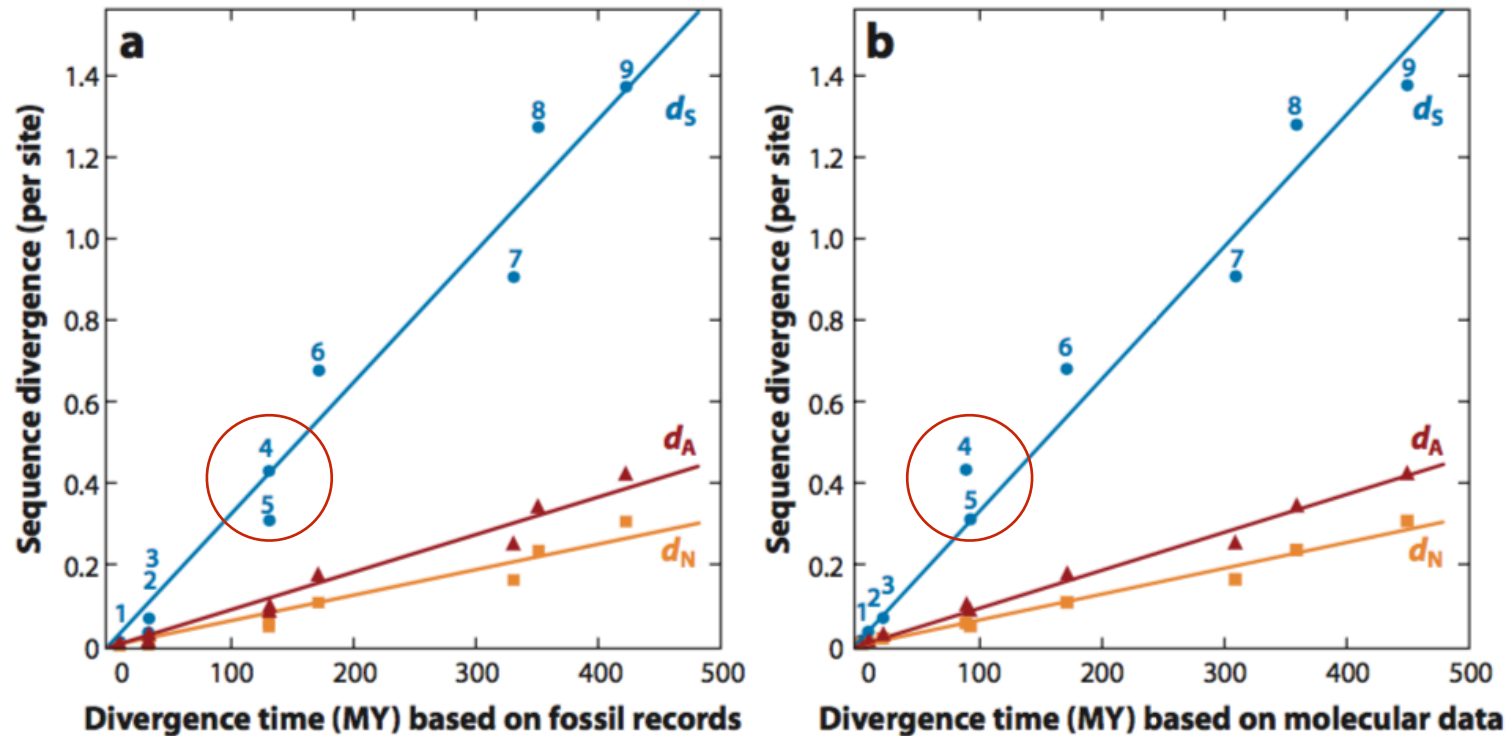 a
Sequence divergence (per site)
1.4
1.2
1.0
0.8
0.6
0.4
0.2
0
1
2
3
4
5
6
7
8
9
dS
dA
dN
0 100 200 300 400 500
Divergence time (MY) based on fossil records
b
Sequence divergence (per site)
1.4
1.2
1.0
0.8
0.6
0.4
0.2
0
1
2
3
4
5
6
7
8
9
dS
dA
dN
0 100 200 300 400 500
Divergence time (MY) based on molecular data